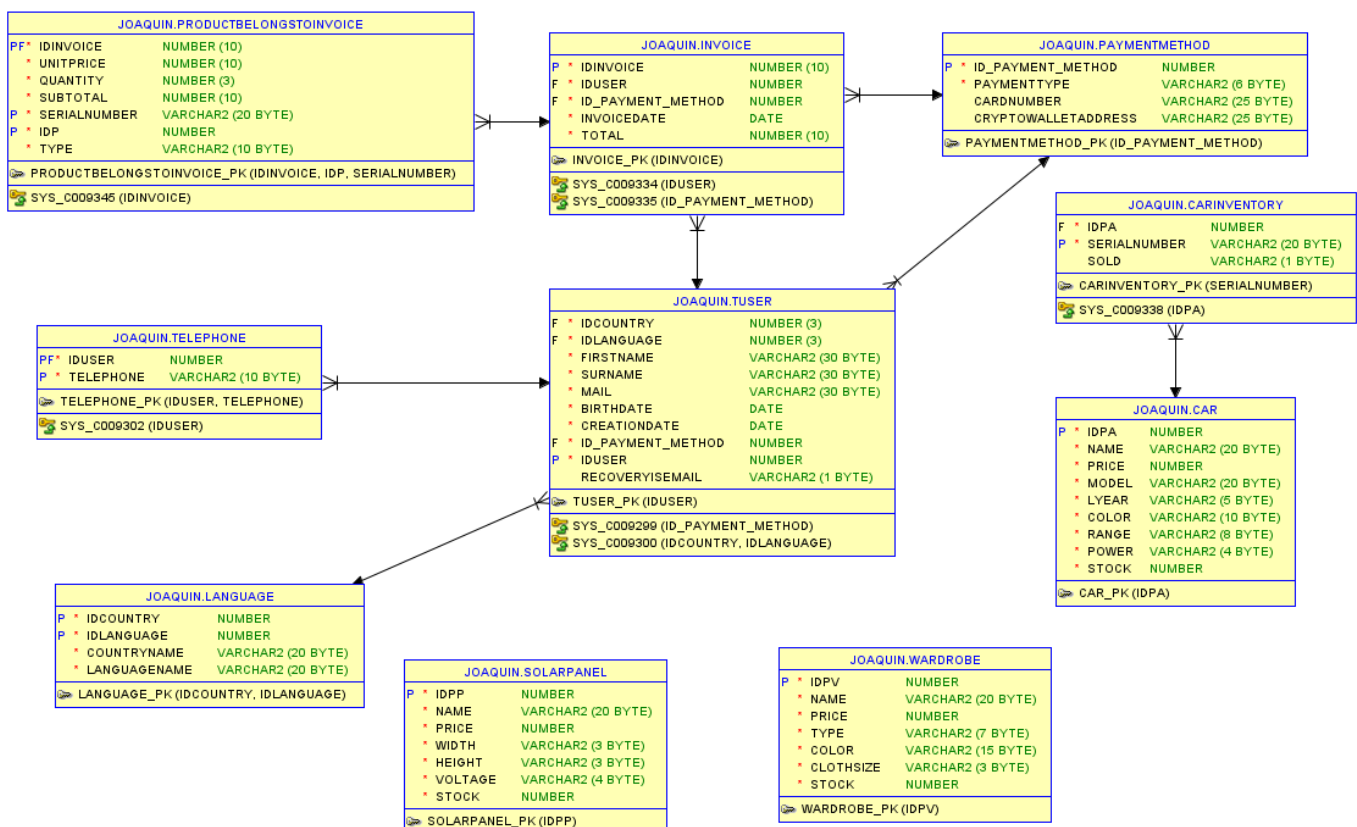 JOAQUIN.PRODUCTBELONGSTOINVOICE
PF* IDINVOICE NUMBER (10)
* UNITPRICE NUMBER (10)
* QUANTITY NUMBER (3)
* SUBTOTAL NUMBER (10)
P * SERIALNUMBER VARCHAR2 (20 BYTE)
P * IDP NUMBER
* TYPE VARCHAR2 (10 BYTE)
PRODUCTBELONGSTOINVOICE_PK (IDINVOICE, IDP, SERIALNUMBER)
SYS_C009345 (IDINVOICE)
JOAQUIN.INVOICE
P * IDINVOICE NUMBER (10)
F * IDUSER NUMBER
F * ID_PAYMENT_METHOD NUMBER
* INVOICEDATE DATE
* TOTAL NUMBER (10)
INVOICE_PK (IDINVOICE)
SYS_C009334 (IDUSER)
SYS_C009335 (ID_PAYMENT_METHOD)
JOAQUIN.PAYMENTMETHOD
P * ID_PAYMENT_METHOD NUMBER
* PAYMENTTYPE VARCHAR2 (6 BYTE)
CARDNUMBER VARCHAR2 (25 BYTE)
CRYPTOWALLETADDRESS VARCHAR2 (25 BYTE)
PAYMENTMETHOD_PK (ID_PAYMENT_METHOD)
JOAQUIN.CARINVENTORY
F * IDPA NUMBER
P * SERIALNUMBER VARCHAR2 (20 BYTE)
SOLD VARCHAR2 (1 BYTE)
CARINVENTORY_PK (SERIALNUMBER)
SYS_C009338 (IDPA)
JOAQUIN.TELEPHONE
PF* IDUSER NUMBER
P * TELEPHONE VARCHAR2 (10 BYTE)
TELEPHONE_PK (IDUSER, TELEPHONE)
SYS_C009302 (IDUSER)
JOAQUIN.TUSER
F * IDCOUNTRY NUMBER (3)
F * IDLANGUAGE NUMBER (3)
* FIRSTNAME VARCHAR2 (30 BYTE)
* SURNAME VARCHAR2 (30 BYTE)
* MAIL VARCHAR2 (30 BYTE)
* BIRTHDATE DATE
* CREATIONDATE DATE
F * ID_PAYMENT_METHOD NUMBER
P * IDUSER NUMBER
RECOVERYISEMAIL VARCHAR2 (1 BYTE)
TUSER_PK (IDUSER)
SYS_C009299 (ID_PAYMENT_METHOD)
SYS_C009300 (IDCOUNTRY, IDLANGUAGE)
JOAQUIN.CAR
P * IDPA NUMBER
* NAME VARCHAR2 (20 BYTE)
* PRICE NUMBER
* MODEL VARCHAR2 (20 BYTE)
* LYEAR VARCHAR2 (5 BYTE)
* COLOR VARCHAR2 (10 BYTE)
* RANGE VARCHAR2 (8 BYTE)
* POWER VARCHAR2 (4 BYTE)
* STOCK NUMBER
CAR_PK (IDPA)
JOAQUIN.LANGUAGE
P * IDCOUNTRY NUMBER
P * IDLANGUAGE NUMBER
* COUNTRYNAME VARCHAR2 (20 BYTE)
* LANGUAGENAME VARCHAR2 (20 BYTE)
LANGUAGE_PK (IDCOUNTRY, IDLANGUAGE)
JOAQUIN.SOLARPANEL
P * IDPP NUMBER
* NAME VARCHAR2 (20 BYTE)
* PRICE NUMBER
* WIDTH VARCHAR2 (3 BYTE)
* HEIGHT VARCHAR2 (3 BYTE)
* VOLTAGE VARCHAR2 (4 BYTE)
* STOCK NUMBER
SOLARPANEL_PK (IDPP)
JOAQUIN.WARDROBE
P * IDPV NUMBER
* NAME VARCHAR2 (20 BYTE)
* PRICE NUMBER
* TYPE VARCHAR2 (7 BYTE)
* COLOR VARCHAR2 (15 BYTE)
* CLOTHSIZE VARCHAR2 (3 BYTE)
* STOCK NUMBER
WARDROBE_PK (IDPV)